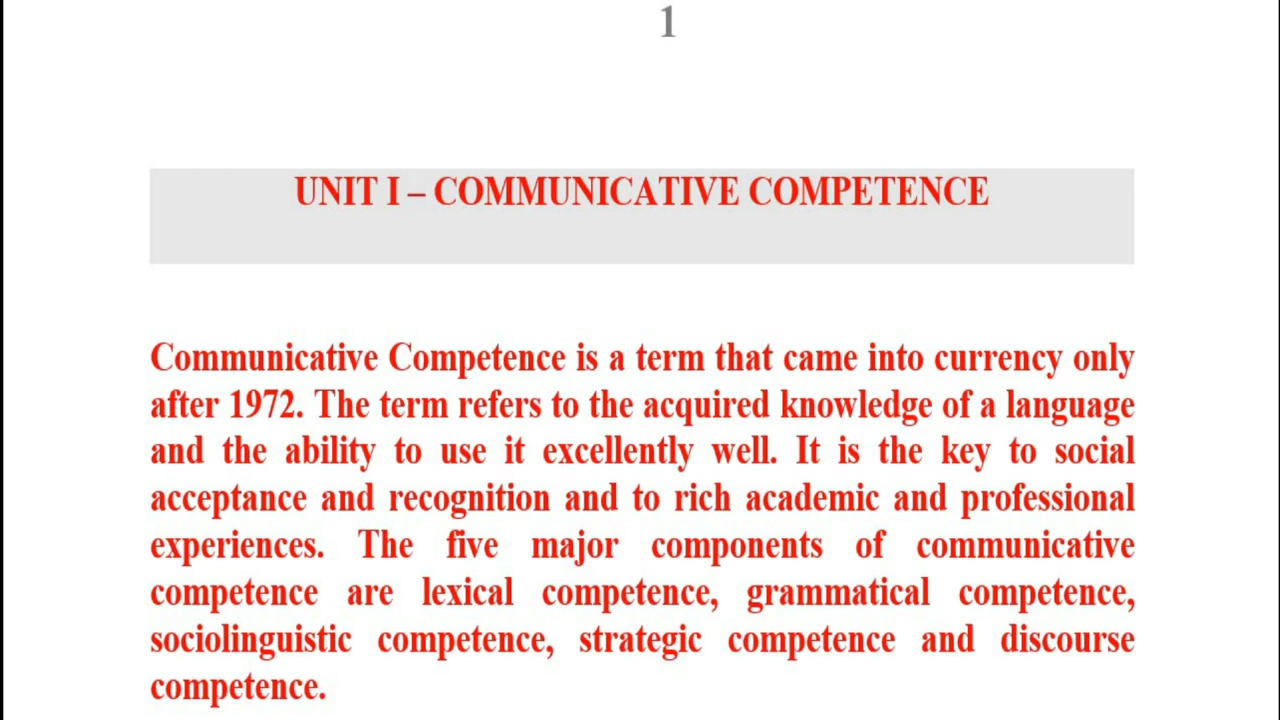 1
UNIT I – COMMUNICATIVE COMPETENCE
Communicative Competence is a term that came into currency only
after 1972. The term refers to the acquired knowledge of a language
and the ability to use it excellently well. It is the key to social
acceptance and recognition and to rich academic and professional
experiences. The five major components of communicative
competence are lexical competence, grammatical competence,
sociolinguistic competence, strategic competence and discourse
competence.